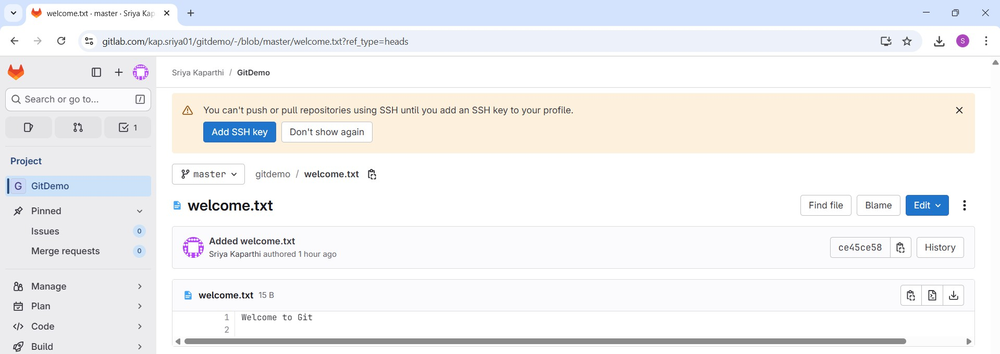 welcome.txt · master · Sriya Kap
gitlab.com/kap.sriya01/gitdemo/-/blob/master/welcome.txt?ref_type=heads
S
Sriya Kaparthi / GitDemo
Search or go to... /
You can't push or pull repositories using SSH until you add an SSH key to your profile.
Add SSH key Don't show again
1
Project
G GitDemo
master gitdemo / welcome.txt
Pinned
welcome.txt Find file Blame Edit
Issues 0
Merge requests 0
Added welcome.txt
Sriya Kaparthi authored 1 hour ago
ce45ce58 History
Manage
Plan
Code
Build
welcome.txt 15 B
1 Welcome to Git
2